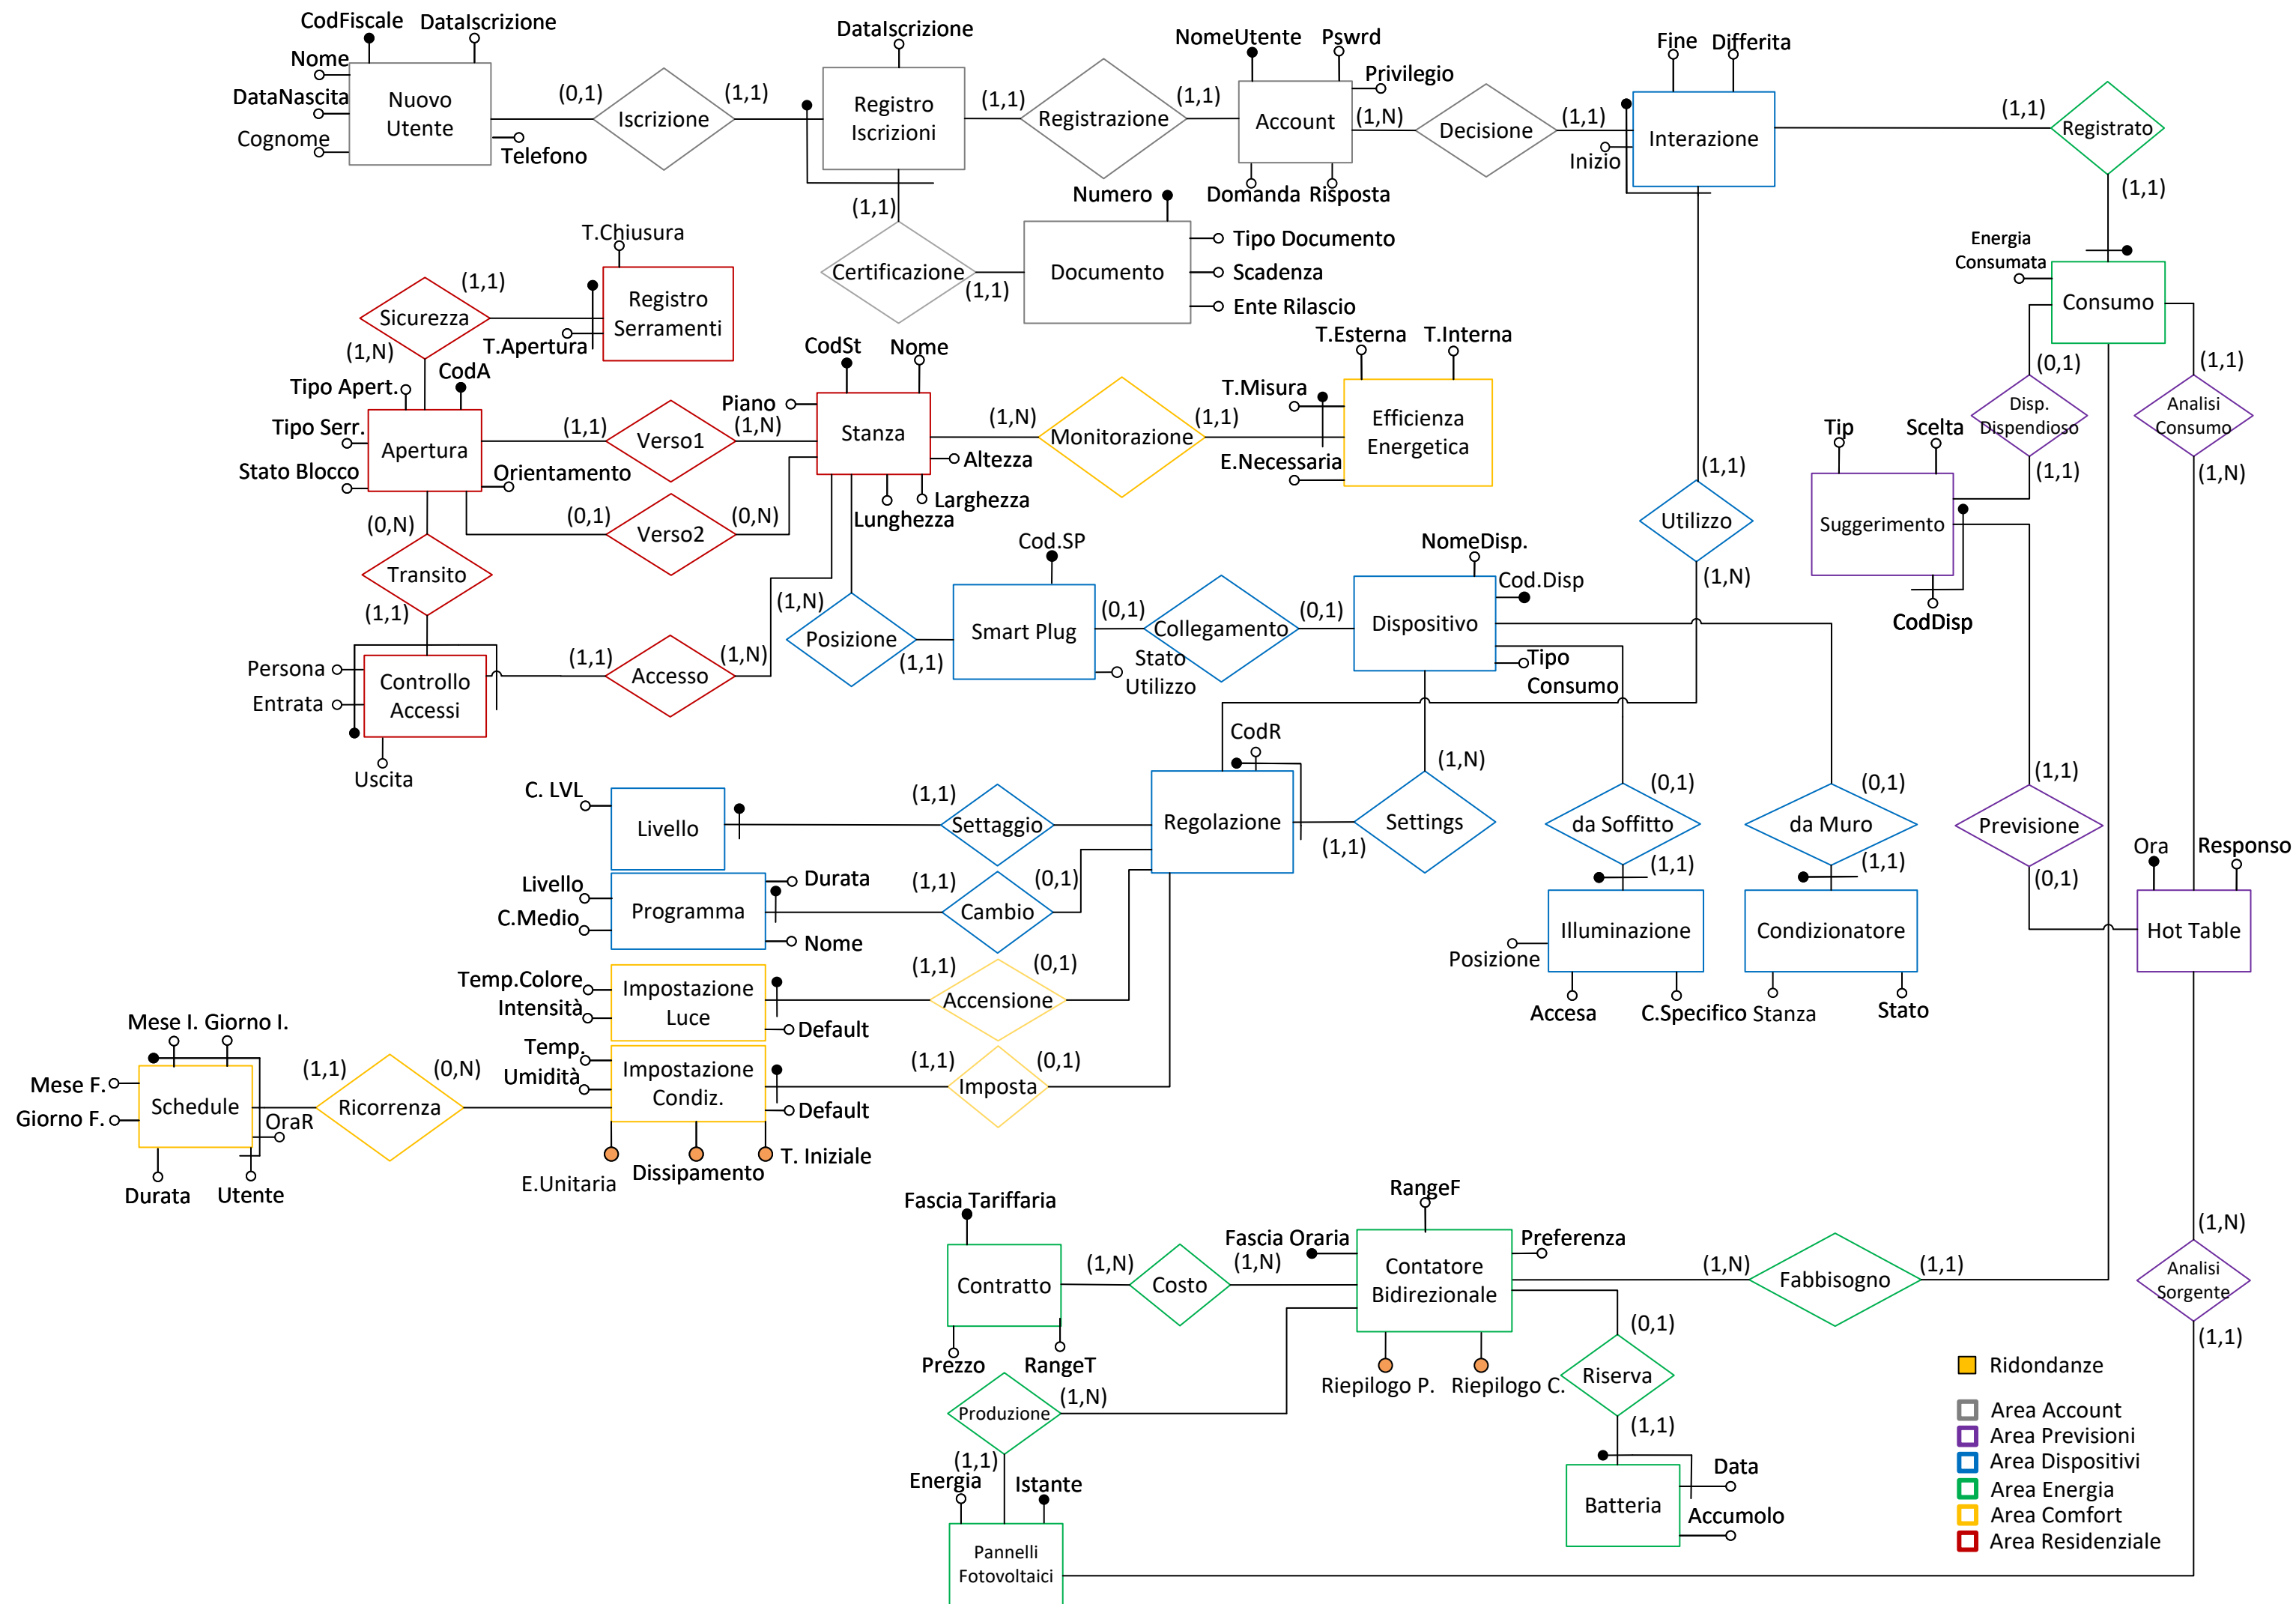 CodFiscale
DataIscrizione
Nome
DataNascita
Cognome
Nuovo
Utente
Telefono
(0,1)
Iscrizione
(1,1)
DataIscrizione
Registro
Iscrizioni
(1,1)
Registrazione
(1,1)
NomeUtente
Pswrd
Privilegio
Account
Domanda
Risposta
(1,N)
Decisione
(1,1)
Fine
Differita
Inizio
Interazione
(1,1)
Registrato
(1,1)
(1,1)
Certificazione
(1,1)
Numero
Documento
Tipo Documento
Scadenza
Ente Rilascio
Energia
Consumata
Consumo
T.Chiusura
Registro
Serramenti
T.Apertura
(1,1)
Sicurezza
(1,N)
Tipo Apert.
CodA
Tipo Serr.
Stato Blocco
Apertura
Orientamento
(1,1)
Verso1
(1,N)
(0,1)
Verso2
(0,N)
CodSt
Nome
Piano
Stanza
Altezza
Larghezza
Lunghezza
(1,N)
Monitorazione
(1,1)
T.Esterna
T.Interna
T.Misura
Efficienza
Energetica
E.Necessaria
(0,1)
Disp.
Dispendioso
(1,1)
(1,1)
Analisi
Consumo
(1,N)
Tip
Scelta
Suggerimento
CodDisp
(1,1)
Utilizzo
(1,N)
(0,N)
Transito
(1,1)
Persona
Entrata
Controllo
Accessi
Uscita
(1,1)
Accesso
(1,N)
(1,N)
Posizione
(1,1)
Cod.SP
Smart Plug
Stato
Utilizzo
(0,1)
Collegamento
(0,1)
NomeDisp.
Cod.Disp
Dispositivo
Tipo
Consumo
CodR
Regolazione
(1,N)
Settings
(1,1)
(0,1)
da Soffitto
(1,1)
(0,1)
da Muro
(1,1)
(1,1)
Previsione
(0,1)
Ora
Responso
Hot Table
C. LVL
Livello
(1,1)
Settaggio
Livello
C.Medio
Programma
Durata
Nome
(1,1)
Cambio
(0,1)
Posizione
Illuminazione
Accesa
C.Specifico
Condizionatore
Stanza
Stato
Temp.Colore
Intensità
Impostazione
Luce
Default
(1,1)
Accensione
(0,1)
Temp.
Umidità
Impostazione
Condiz.
Default
E.Unitaria
Dissipamento
T. Iniziale
(1,1)
Imposta
(0,1)
Mese I.
Giorno I.
Mese F.
Giorno F.
Schedule
OraR
Durata
Utente
(1,1)
Ricorrenza
(0,N)
Fascia Tariffaria
Contratto
Prezzo
RangeT
(1,N)
Costo
(1,N)
RangeF
Fascia Oraria
Preferenza
Contatore
Bidirezionale
Riepilogo P.
Riepilogo C.
(1,N)
Fabbisogno
(1,1)
(1,N)
Analisi
Sorgente
(1,1)
(0,1)
Riserva
(1,1)
Produzione
(1,N)
(1,1)
Energia
Istante
Pannelli
Fotovoltaici
Batteria
Data
Accumolo
Ridondanze
Area Account
Area Previsioni
Area Dispositivi
Area Energia
Area Comfort
Area Residenziale